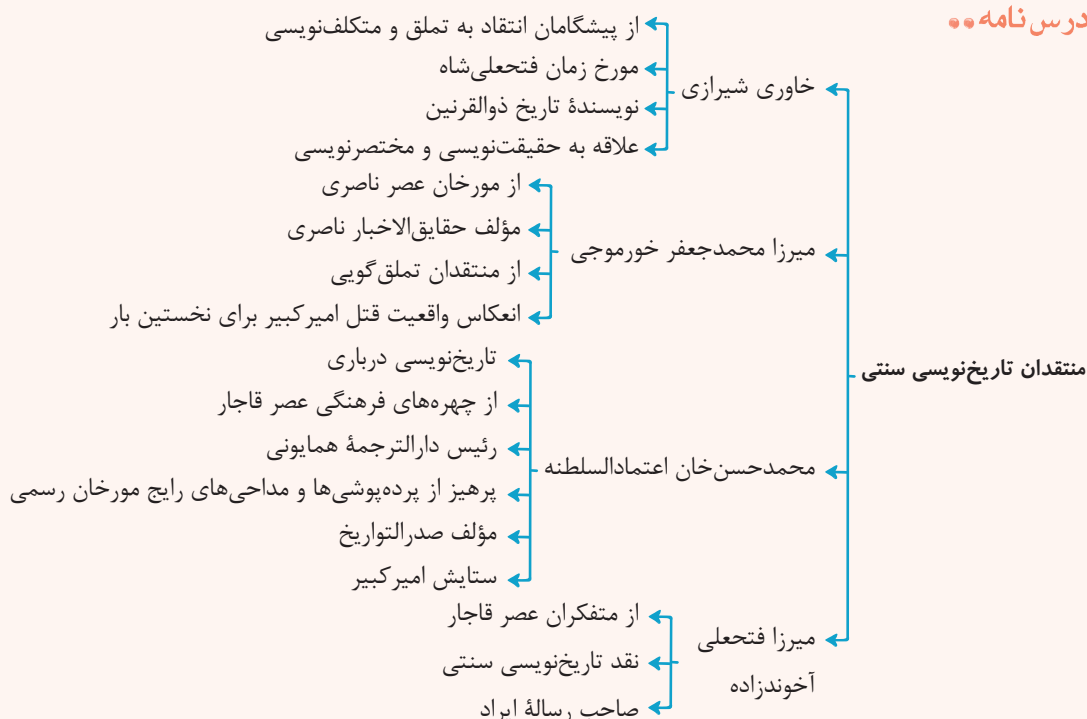 درس‌نامه
منتقدان تاریخ‌نویسی سنتی
خاوری شیرازی
از پیشگامان انتقاد به تملق و متکلف‌نویسی
مورخ زمان فتحعلی‌شاه
نویسندۀ تاریخ ذوالقرنین
علاقه به حقیقت‌نویسی و مختصرنویسی
میرزا محمدجعفر خورموجی
از مورخان عصر ناصری
مؤلف حقایق‌الاخبار ناصری
از منتقدان تملق‌گویی
انعکاس واقعیت قتل امیرکبیر برای نخستین بار
محمدحسن‌خان اعتمادالسلطنه
تاریخ‌نویسی درباری
از چهره‌های فرهنگی عصر قاجار
رئیس دارالترجمۀ همایونی
پرهیز از پرده‌پوشی‌ها و مداحی‌های رایج مورخان رسمی
مؤلف صدرالتواریخ
ستایش امیرکبیر
میرزا فتحعلی
آخوندزاده
از متفکران عصر قاجار
نقد تاریخ‌نویسی سنتی
صاحب رسالۀ ایراد